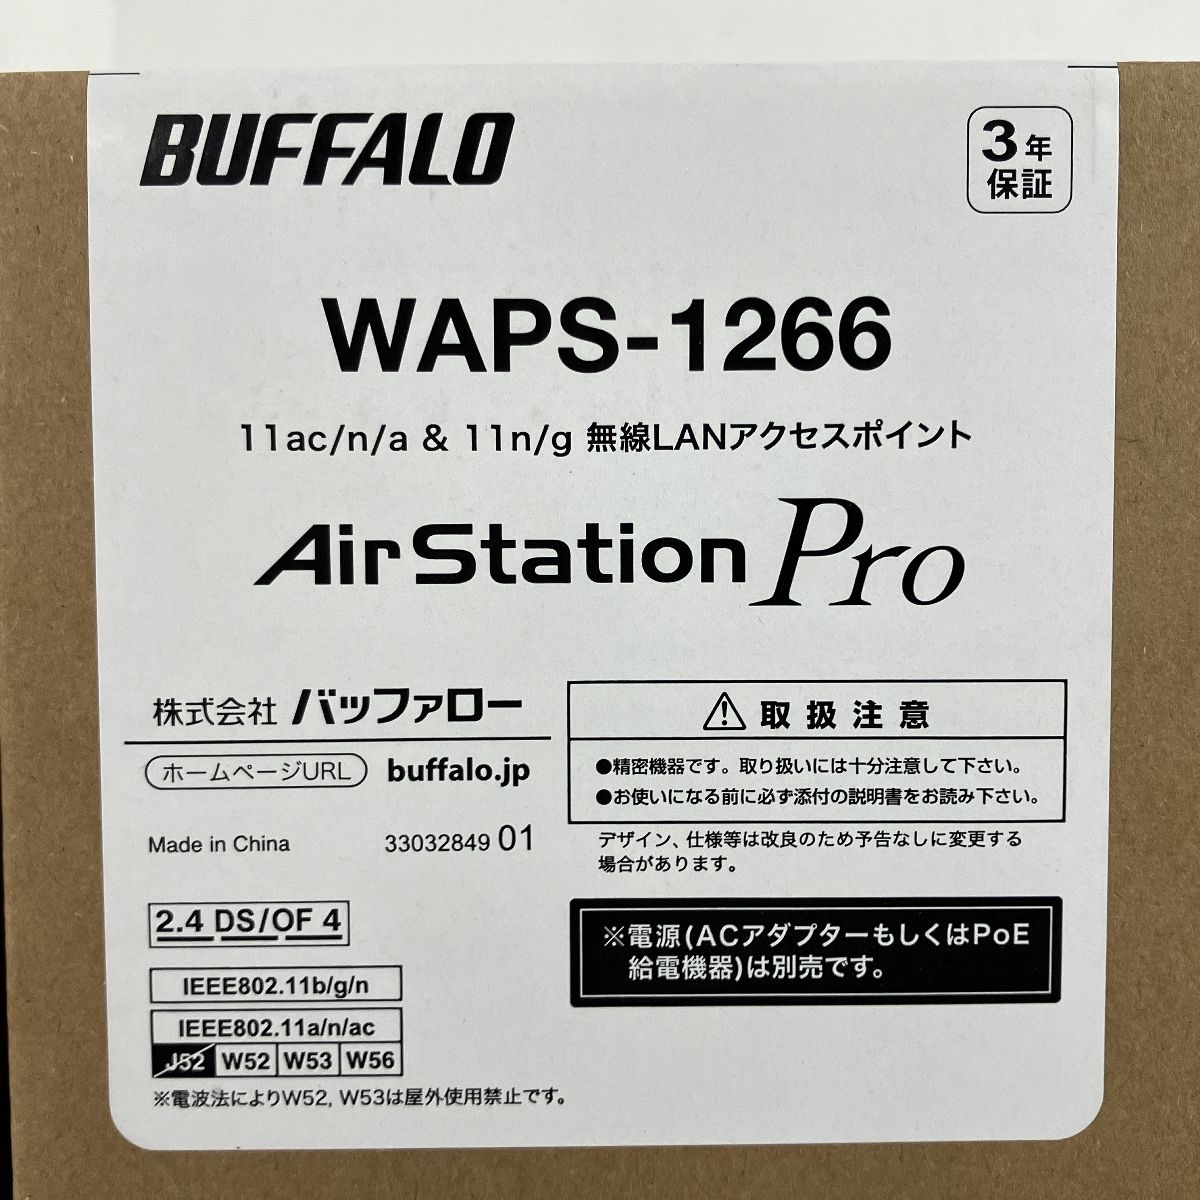 BUFFALO
3年
保証
WAPS-1266
11ac/n/a & 11n/g 無線LANアクセスポイント
AirStation Pro
株式会社 バッファロー
ホームページURL buffalo.jp
Made in China 33032849 01
⚠ 取扱注意
●精密機器です。取り扱いには十分注意して下さい。
●お使いになる前に必ず添付の説明書をお読み下さい。
デザイン、仕様等は改良のため予告なしに変更する
場合があります。
2.4 DS/OF 4
IEEE802.11b/g/n
IEEE802.11a/n/ac
J52 W52 W53 W56
※電波法によりW52, W53は屋外使用禁止です。
※電源(ACアダプターもしくはPoE
給電機器)は別売です。